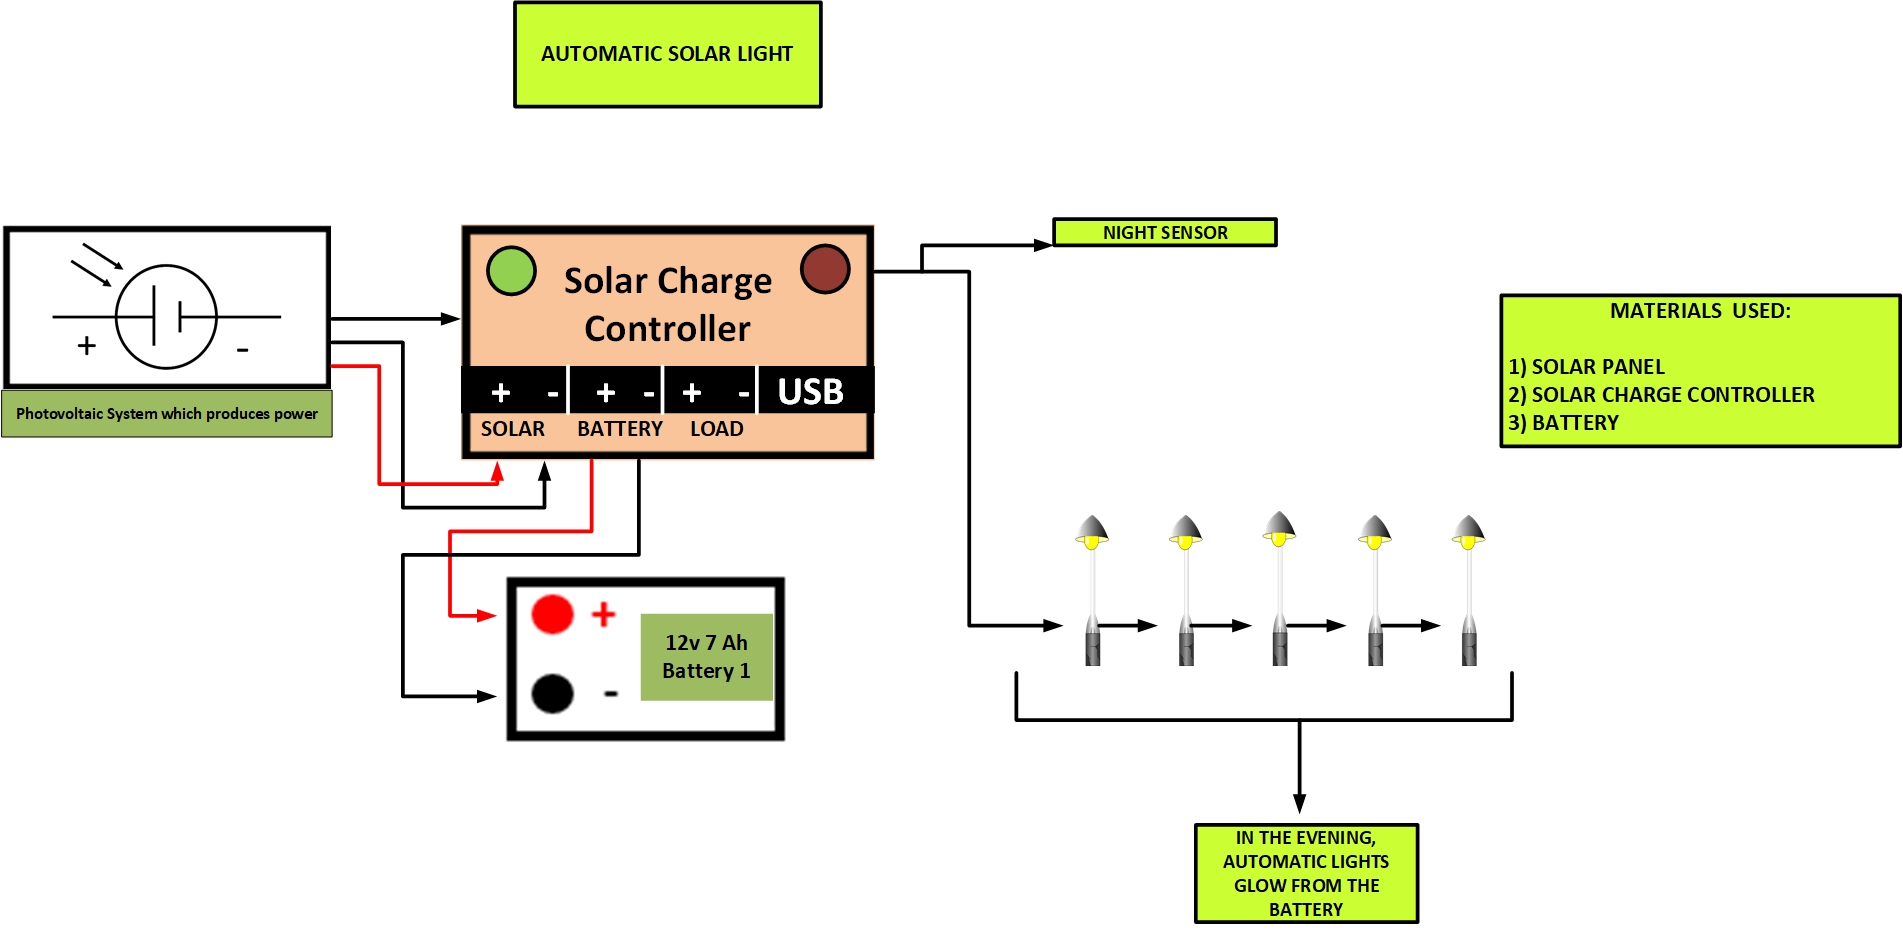 AUTOMATIC SOLAR LIGHT
NIGHT SENSOR
Solar Charge
Controller
+ -
Photovoltaic System which produces power
+ - + - + - USB
SOLAR BATTERY LOAD
MATERIALS USED:
1) SOLAR PANEL
2) SOLAR CHARGE CONTROLLER
3) BATTERY
+
-
12v 7 Ah
Battery 1
IN THE EVENING,
AUTOMATIC LIGHTS
GLOW FROM THE
BATTERY